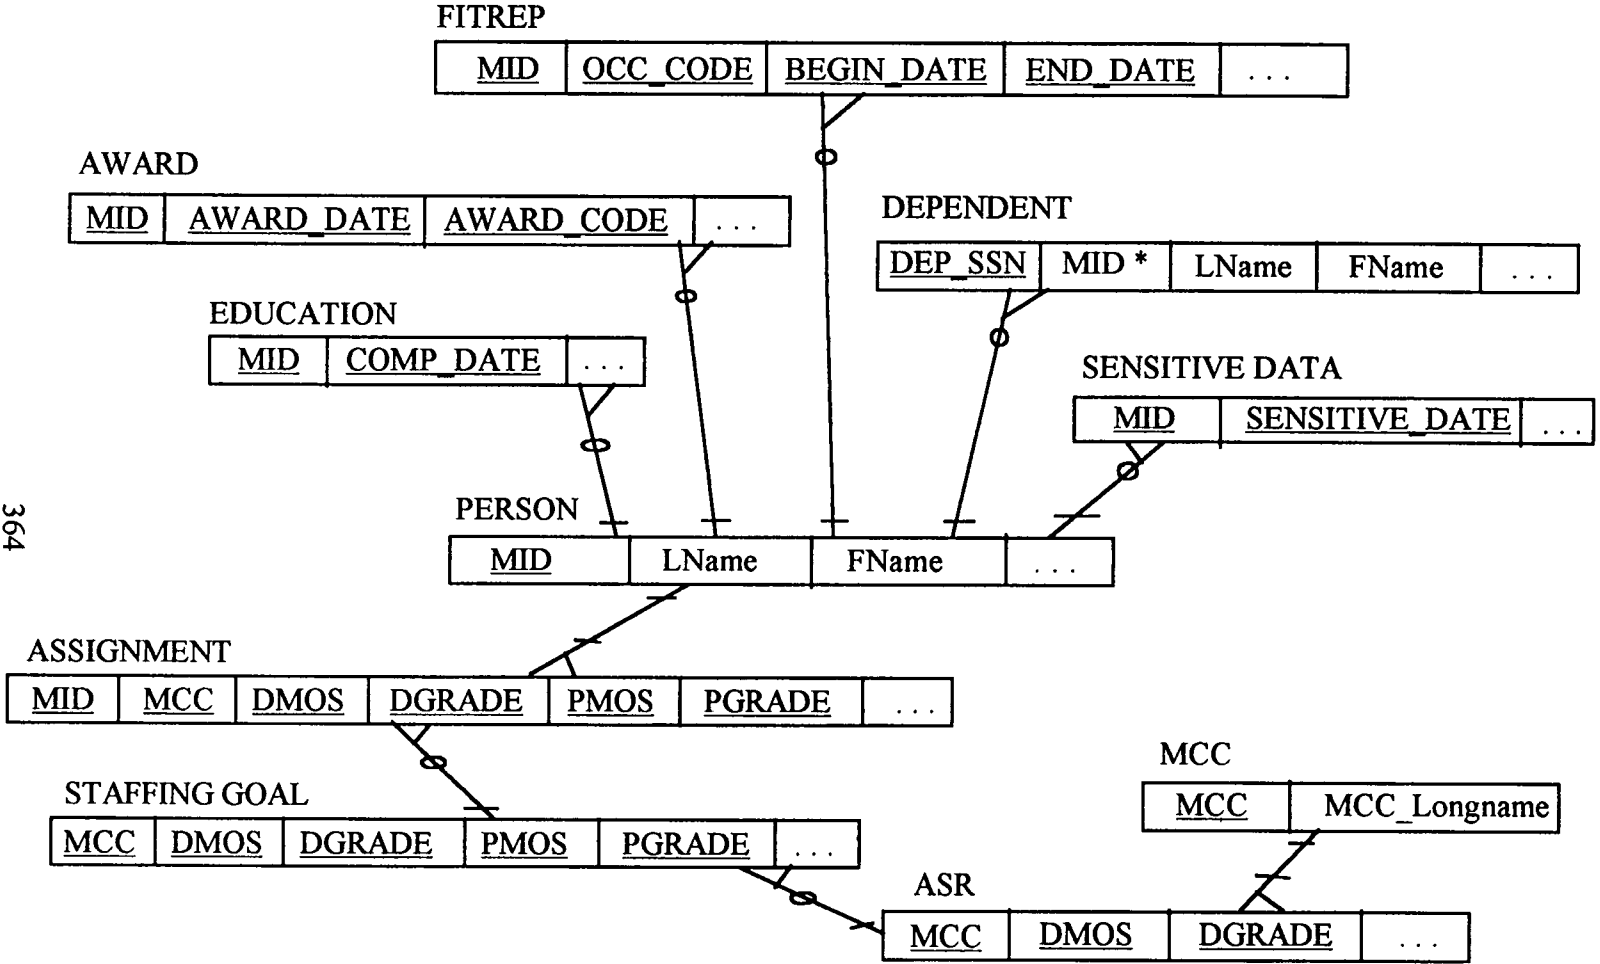 FITREP
MID OCC_CODE BEGIN_DATE END_DATE ...
AWARD
MID AWARD_DATE AWARD_CODE ...
DEPENDENT
DEP_SSN MID * LName FName ...
EDUCATION
MID COMP_DATE ...
SENSITIVE DATA
MID SENSITIVE_DATE ...
PERSON
MID LName FName ...
364
ASSIGNMENT
MID MCC DMOS DGRADE PMOS PGRADE ...
MCC
MCC MCC_Longname
STAFFING GOAL
MCC DMOS DGRADE PMOS PGRADE ...
ASR
MCC DMOS DGRADE ...